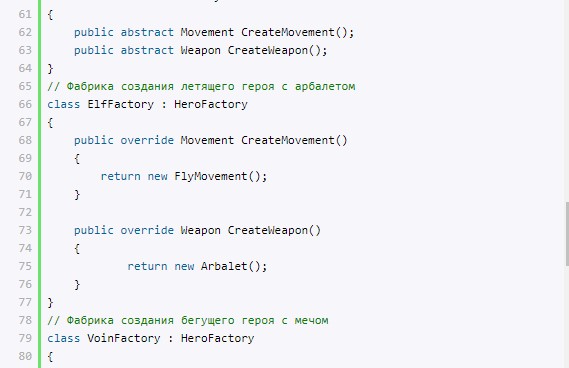 61 {
62     public abstract Movement CreateMovement();
63     public abstract Weapon CreateWeapon();
64 }
65 // Фабрика создания летящего героя с арбалетом
66 class ElfFactory : HeroFactory
67 {
68     public override Movement CreateMovement()
69     {
70         return new FlyMovement();
71     }
72
73     public override Weapon CreateWeapon()
74     {
75             return new Arbalet();
76     }
77 }
78 // Фабрика создания бегущего героя с мечом
79 class VoinFactory : HeroFactory
80 {